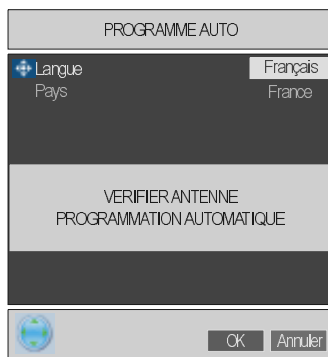 PROGRAMME AUTO
Langue Français
Pays France
VERIFIER ANTENNE
PROGRAMMATION AUTOMATIQUE
OK Annuler